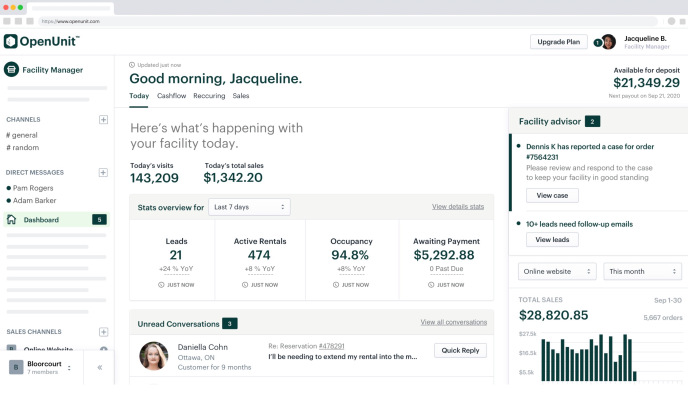 https://www.openunit.com
OpenUnit™
Upgrade Plan
1
Jacqueline B.
Facility Manager
Facility Manager
CHANNELS
# general
# random
DIRECT MESSAGES
Pam Rogers
Adam Barker
Dashboard
5
SALES CHANNELS
Online Website
B
Bloorcourt
7 members
«
Updated just now
Good morning, Jacqueline.
Today
Cashflow
Reccuring
Sales
Available for deposit
$21,349.29
Next payout on Sep 21, 2020
Here's what's happening with
your facility today.
Today's visits
143,209
Today's total sales
$1,342.20
Stats overview for
Last 7 days
View details stats
Leads
21
+24 % YoY
JUST NOW
Active Rentals
474
+8 % YoY
JUST NOW
Occupancy
94.8%
+8% YoY
JUST NOW
Awaiting Payment
$5,292.88
0 Past Due
JUST NOW
Unread Conversations
3
View all conversations
Daniella Cohn
Ottawa, ON
Customer for 9 months
Re: Reservation #478291
I'll be needing to extend my rental into the m...
Quick Reply
Facility advisor
2
Dennis K has reported a case for order
#7564231
Please review and respond to the case
to keep your facility in good standing
View case
10+ leads need follow-up emails
View leads
Online website
This month
TOTAL SALES
Sep 1-30
$28,820.85
5,667 orders
$27.5k
$16.5k
$5.5k